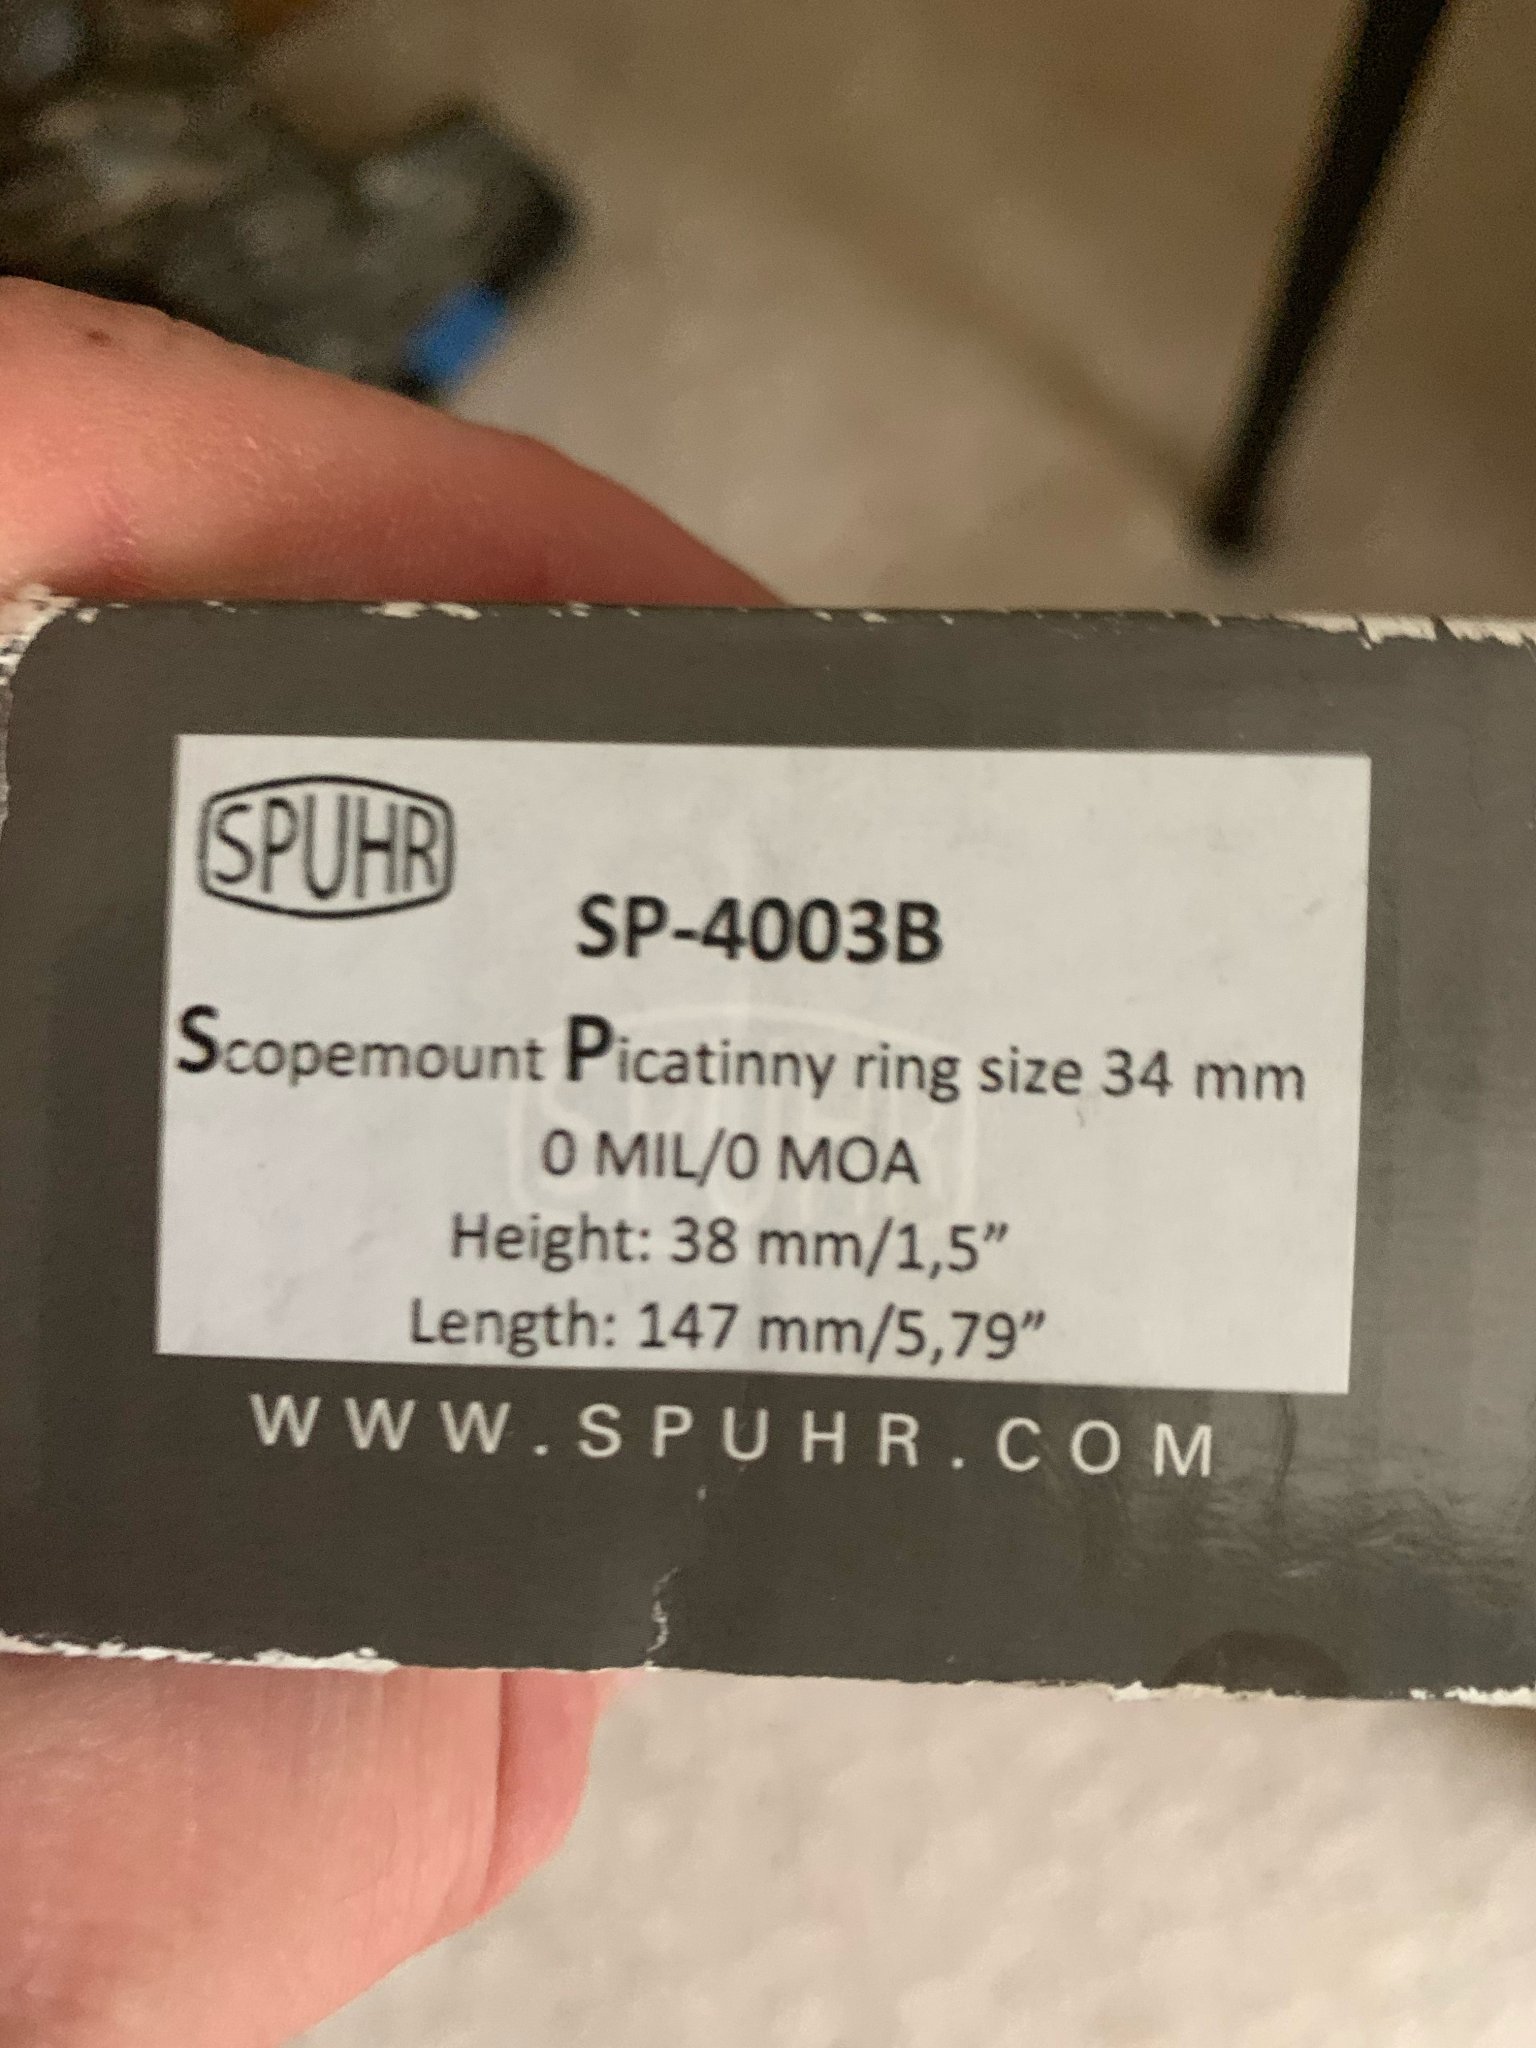 SPUHR
SP-4003B
Scopemount Picatinny ring size 34 mm
0 MIL/0 MOA
Height: 38 mm/1,5”
Length: 147 mm/5,79”
WWW.SPUHR.COM